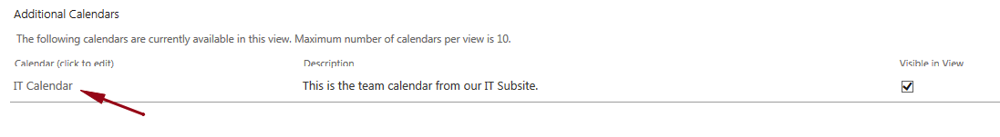 Additional Calendars
The following calendars are currently available in this view. Maximum number of calendars per view is 10.
Calendar (click to edit) Description Visible in View
IT Calendar This is the team calendar from our IT Subsite.